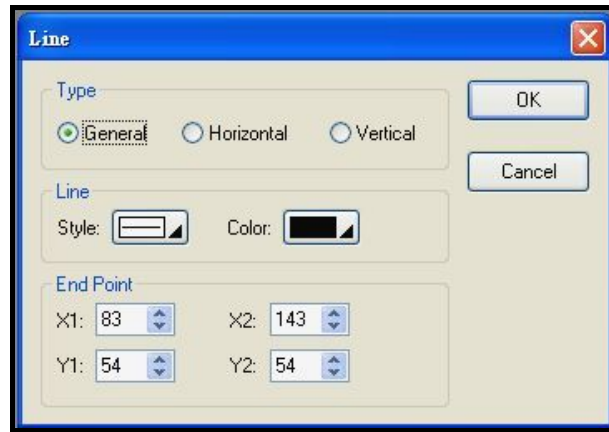 Line
Type
General Horizontal Vertical
OK
Cancel
Line
Style: Color:
End Point
X1: 83 X2: 143
Y1: 54 Y2: 54